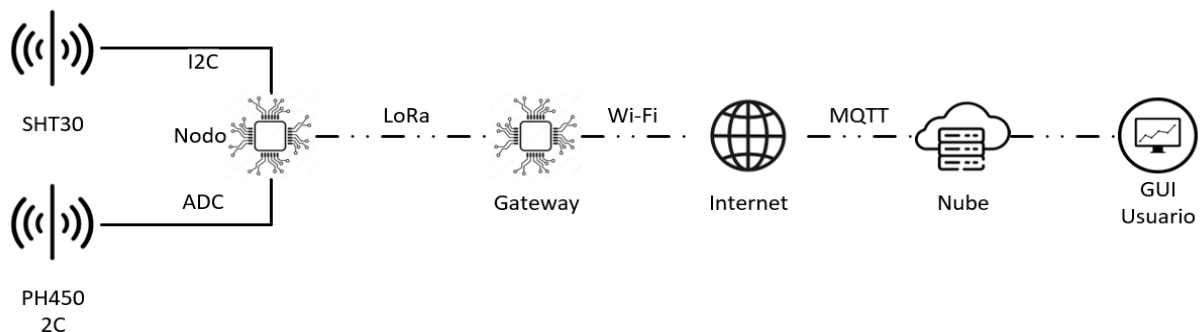 I2C
SHT30
Nodo
LoRa
Wi-Fi
MQTT
ADC
Gateway
Internet
Nube
GUI
Usuario
PH450
2C